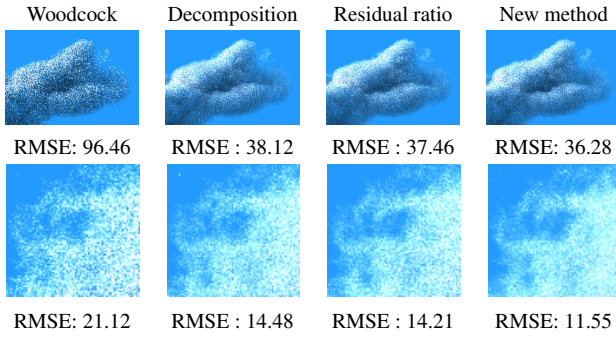 Woodcock Decomposition Residual ratio New method
RMSE: 96.46 RMSE : 38.12 RMSE : 37.46 RMSE : 36.28
RMSE: 21.12 RMSE : 14.48 RMSE : 14.21 RMSE : 11.55